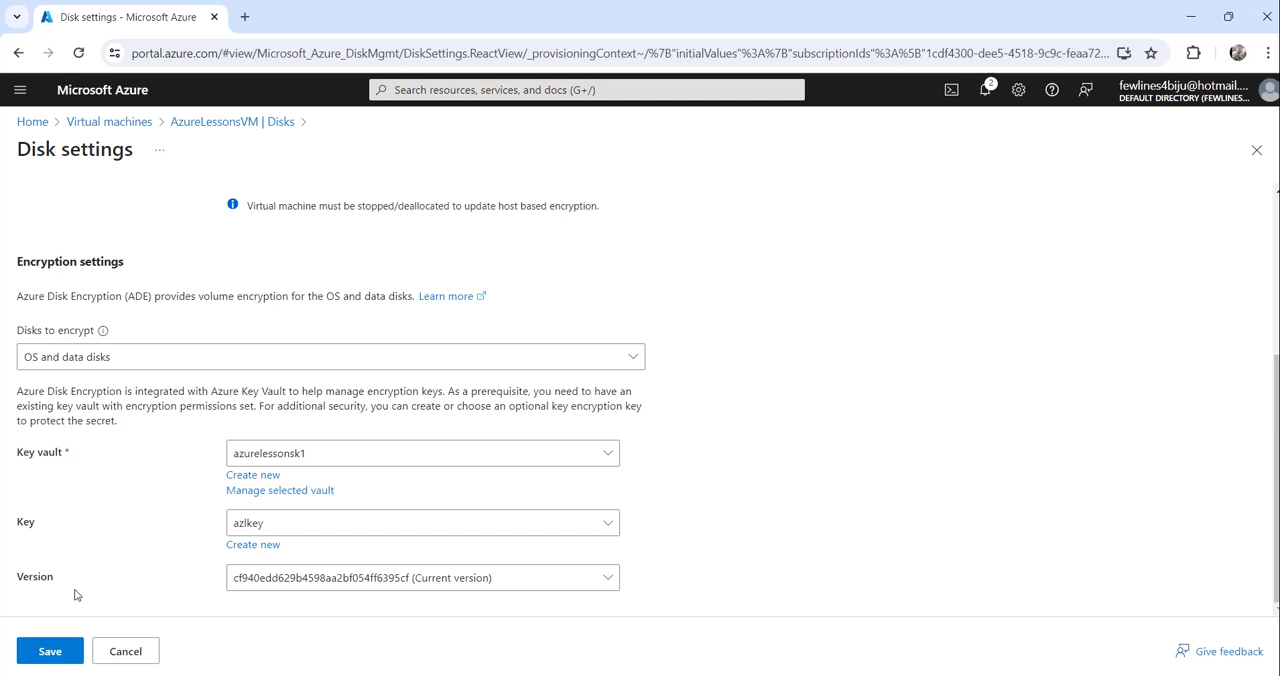 Disk settings - Microsoft Azure
portal.azure.com/#view/Microsoft_Azure_DiskMgmt/DiskSettings.ReactView/_provisioningContext~/%7B"initialValues"%3A%7B"subscriptionIds"%3A%5B"1cdf4300-dee5-4518-9c9c-feaa72...
Microsoft Azure
Search resources, services, and docs (G+/)
2
fewlines4biju@hotmail....
DEFAULT DIRECTORY (FEWLINES...
Home > Virtual machines > AzureLessonsVM | Disks >
Disk settings ...
Virtual machine must be stopped/deallocated to update host based encryption.
Encryption settings
Azure Disk Encryption (ADE) provides volume encryption for the OS and data disks. Learn more
Disks to encrypt
OS and data disks
Azure Disk Encryption is integrated with Azure Key Vault to help manage encryption keys. As a prerequisite, you need to have an
existing key vault with encryption permissions set. For additional security, you can create or choose an optional key encryption key
to protect the secret.
Key vault * azurelessonsk1
Create new
Manage selected vault
Key azlkey
Create new
Version cf940edd629b4598aa2bf054ff6395cf (Current version)
Save Cancel Give feedback